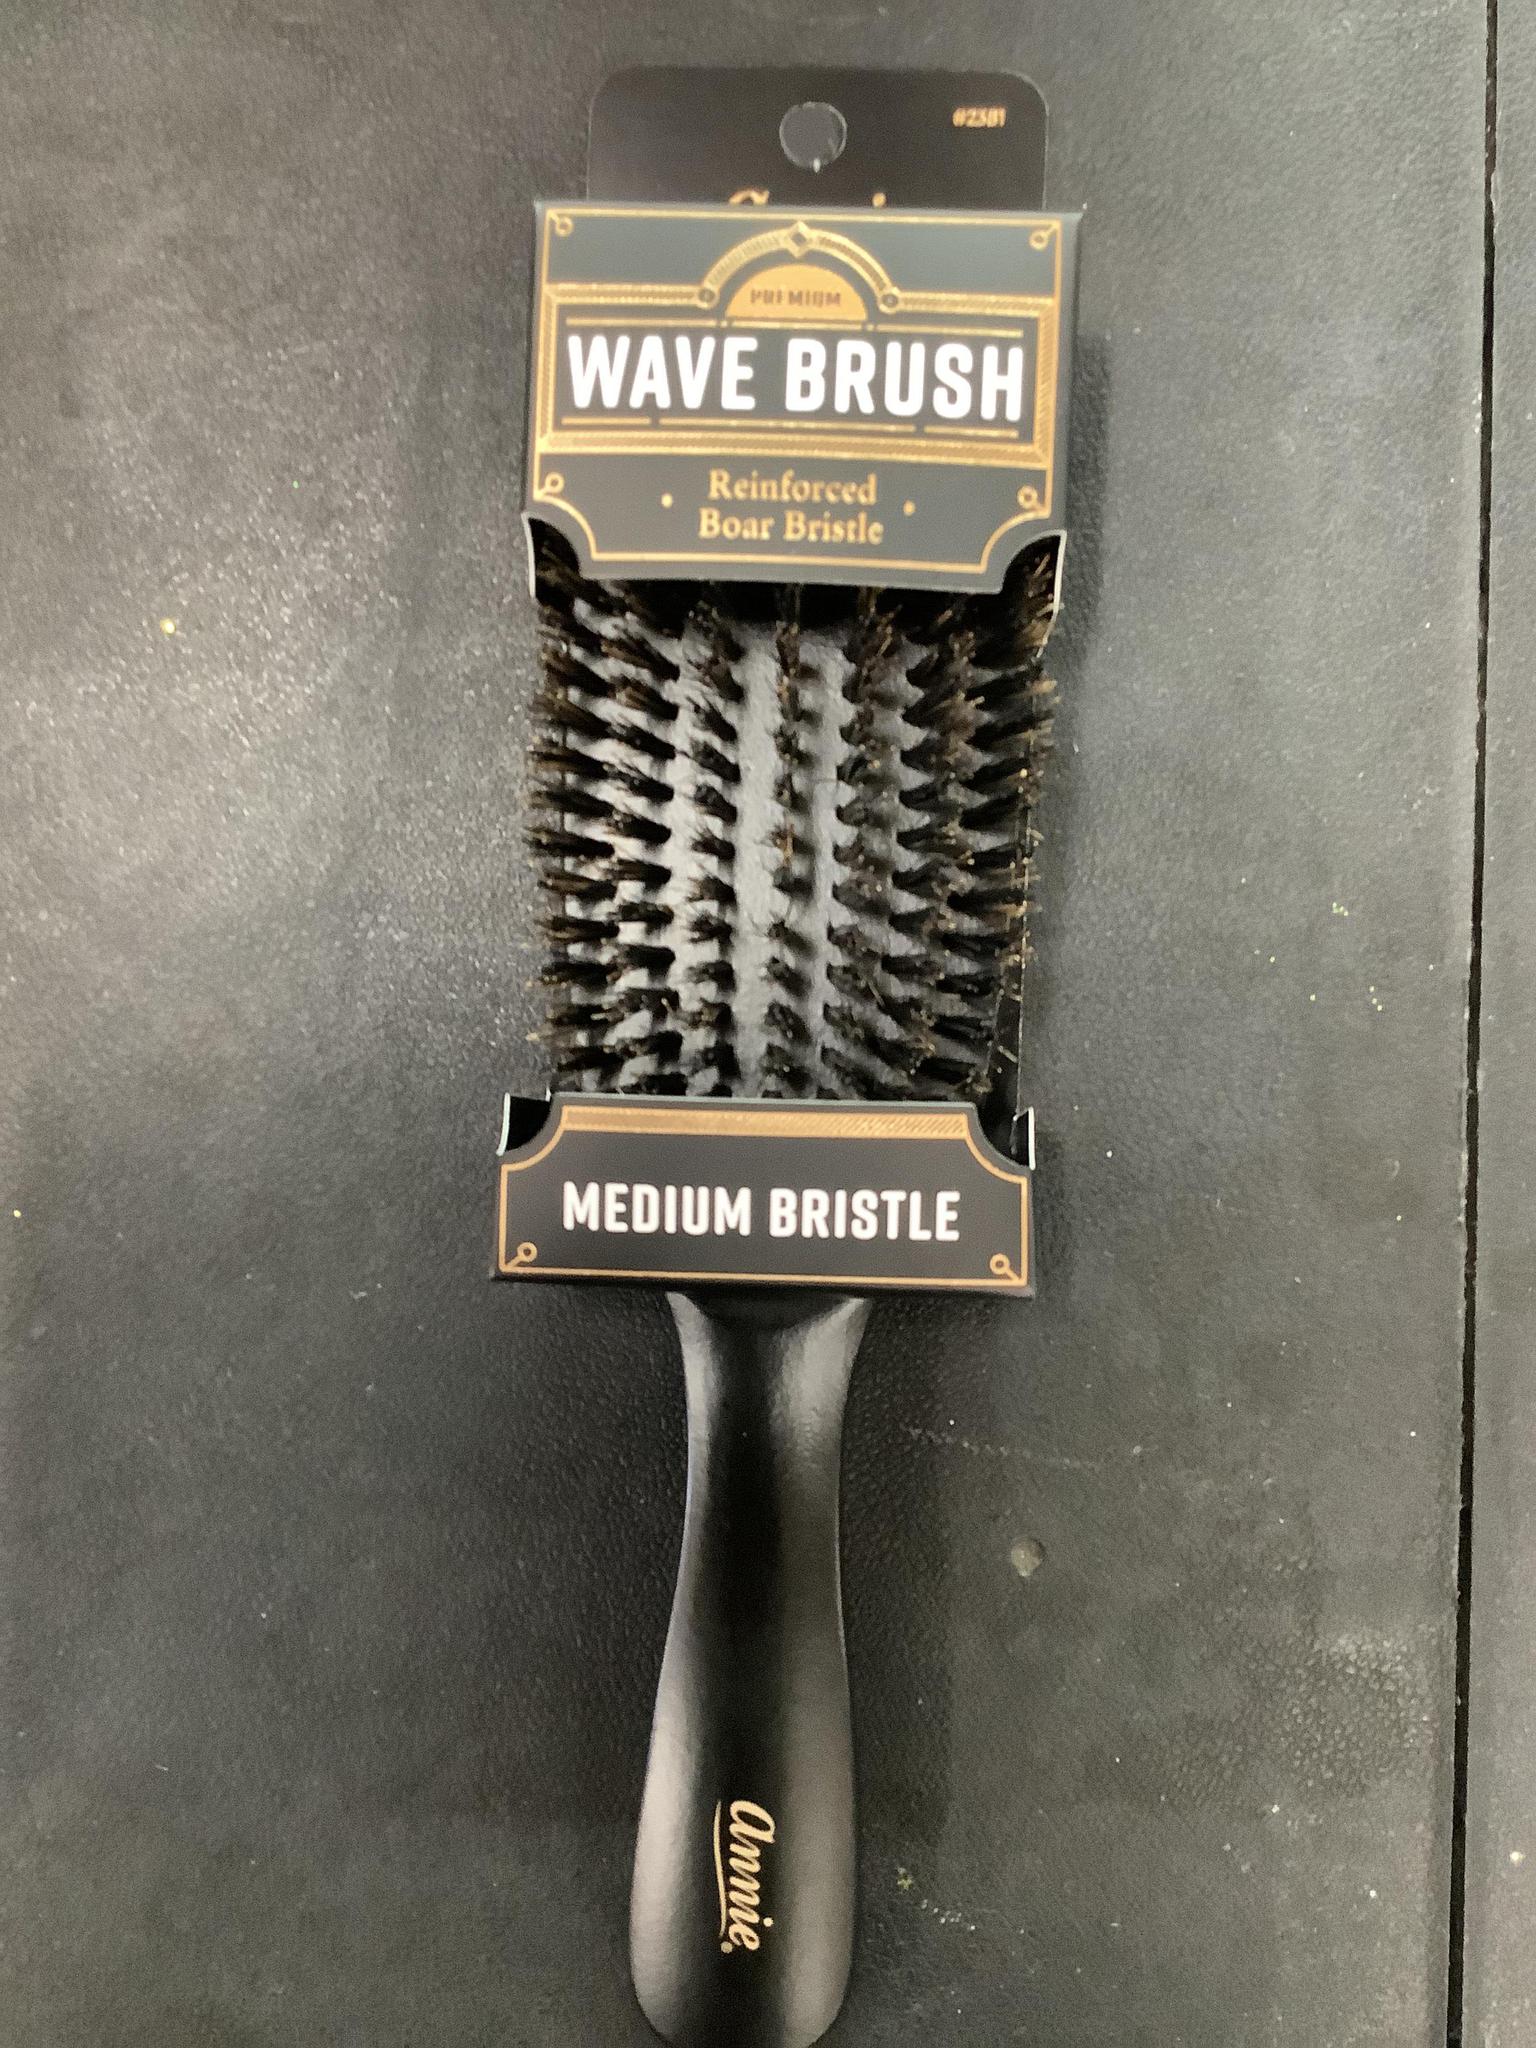 #2381
PREMIUM
WAVE BRUSH
Reinforced
Boar Bristle
MEDIUM BRISTLE
annie®